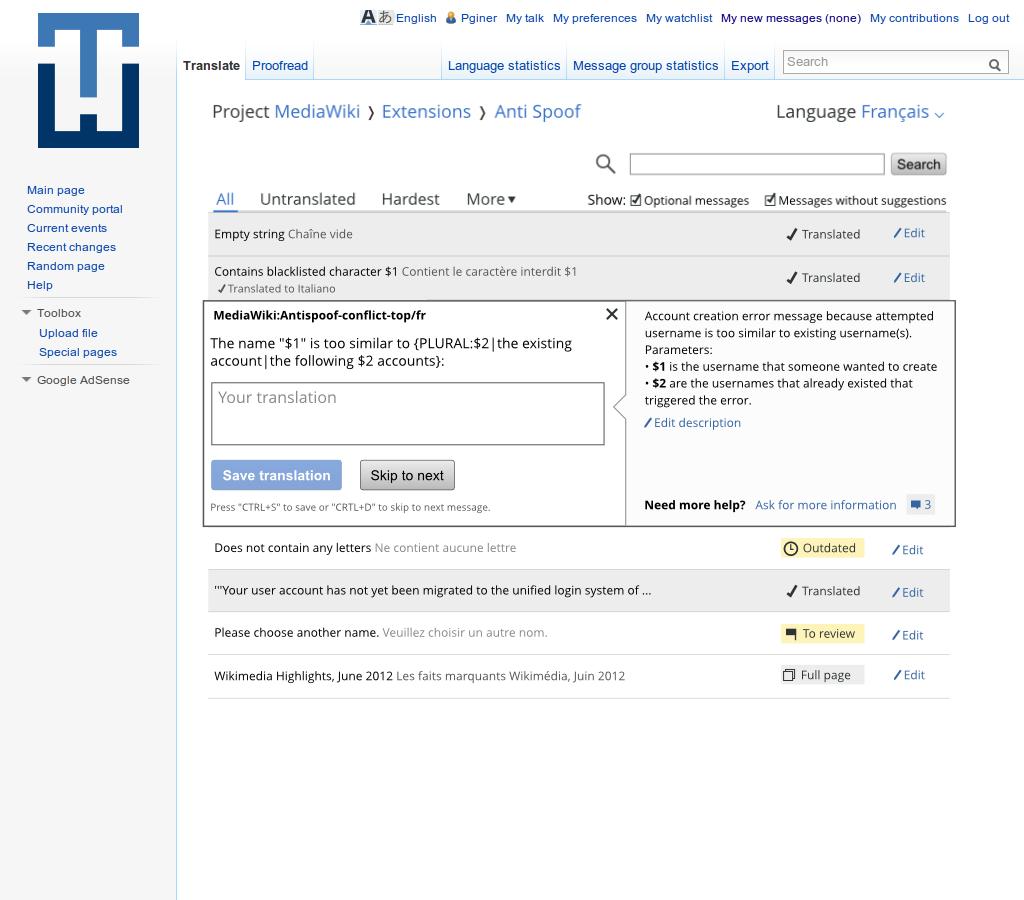 English Pginer My talk My preferences My watchlist My new messages (none) My contributions Log out
Translate Proofread Language statistics Message group statistics Export Search
Project MediaWiki ❭ Extensions ❭ Anti Spoof Language Français
Search
Main page
Community portal
Current events
Recent changes
Random page
Help
Toolbox
Upload file
Special pages
Google AdSense
All Untranslated Hardest More▾ Show: Optional messages Messages without suggestions
Empty string Chaîne vide Translated Edit
Contains blacklisted character $1 Contient le caractère interdit $1 Translated Edit
Translated to Italiano
MediaWiki:Antispoof-conflict-top/fr
The name "$1" is too similar to {PLURAL:$2|the existing
account|the following $2 accounts}:
Your translation
Save translation Skip to next
Press "CTRL+S" to save or "CRTL+D" to skip to next message.
Account creation error message because attempted
username is too similar to existing username(s).
Parameters:
• $1 is the username that someone wanted to create
• $2 are the usernames that already existed that
triggered the error.
Edit description
Need more help? Ask for more information 3
Does not contain any letters Ne contient aucune lettre Outdated Edit
'''Your user account has not yet been migrated to the unified login system of ... Translated Edit
Please choose another name. Veuillez choisir un autre nom. To review Edit
Wikimedia Highlights, June 2012 Les faits marquants Wikimédia, Juin 2012 Full page Edit